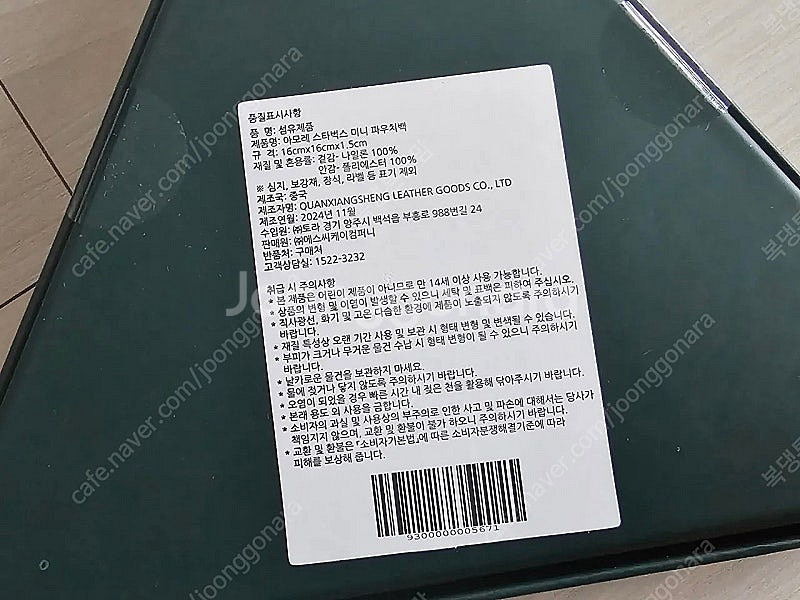 품질표시사항
품 명: 섬유제품
제품명: 아모레 스타벅스 미니 파우치백
규 격: 16cmx16cmx1.5cm
재질 및 혼용률: 겉감- 나일론 100%
안감- 폴리에스터 100%
※ 심지, 보강재, 장식, 라벨 등 표기 제외
제조국: 중국
제조자명: QUANXIANGSHENG LEATHER GOODS CO., LTD
제조연월: 2024년 11월
수입원: ㈜토라 경기 양주시 백석읍 부흥로 988번길 24
판매원: ㈜에스씨케이컴퍼니
반품처: 구매처
고객상담실: 1522-3232
취급 시 주의사항
* 본 제품은 어린이 제품이 아니므로 만 14세 이상 사용 가능합니다.
* 상품의 변형 및 이염이 발생할 수 있으니 세탁 및 표백은 피하여 주십시오.
* 직사광선, 화기 및 고온 다습한 환경에 제품이 노출되지 않도록 주의하시기
바랍니다.
* 재질 특성상 오랜 기간 사용 및 보관 시 형태 변형 및 변색될 수 있습니다.
* 부피가 크거나 무거운 물건 수납 시 형태 변형이 될 수 있으니 주의하시기
바랍니다.
* 날카로운 물건을 보관하지 마세요.
* 물에 젖거나 닿지 않도록 주의하시기 바랍니다.
* 오염이 되었을 경우 빠른 시간 내 젖은 천을 활용해 닦아주시기 바랍니다.
* 본래 용도 외 사용을 금합니다.
* 소비자의 과실 및 사용상의 부주의로 인한 사고 및 파손에 대해서는 당사가
책임지지 않으며, 교환 및 환불이 불가 하오니 주의하시기 바랍니다.
* 교환 및 환불은 「소비자기본법」에 따른 소비자분쟁해결기준에 따라
피해를 보상해 줍니다.
9300000005671
cafe.naver.com/joonggonara
cafe.naver.com/joonggonara
cafe.naver.com/joonggonara
cafe.naver.com/joonggonara